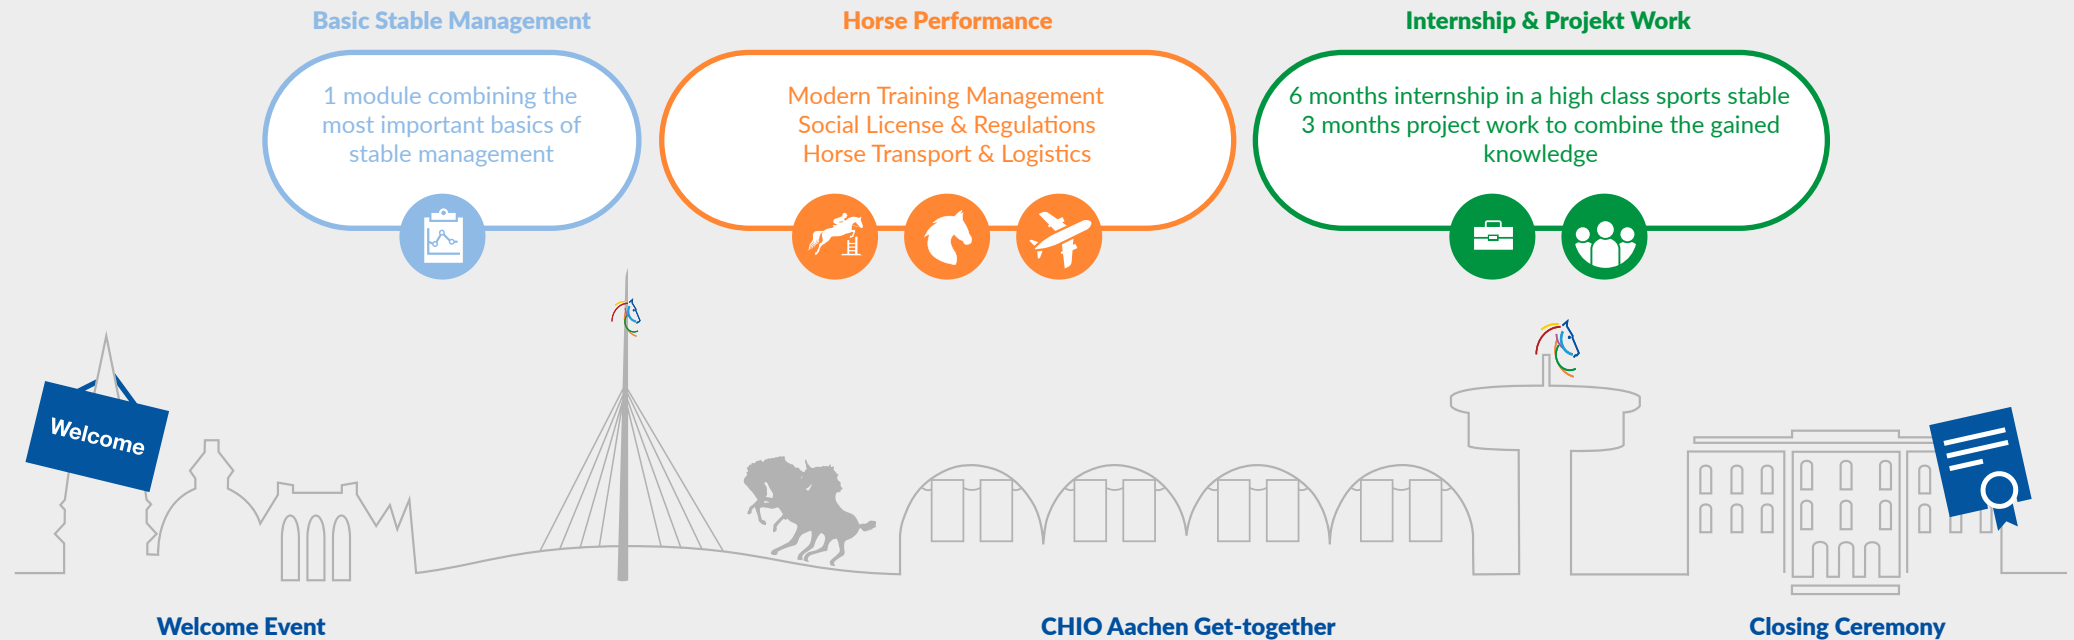 Basic Stable Management
1 module combining the
most important basics of
stable management
Horse Performance
Modern Training Management
Social License & Regulations
Horse Transport & Logistics
Internship & Projekt Work
6 months internship in a high class sports stable
3 months project work to combine the gained
knowledge
Welcome
Welcome Event
CHIO Aachen Get-together
Closing Ceremony